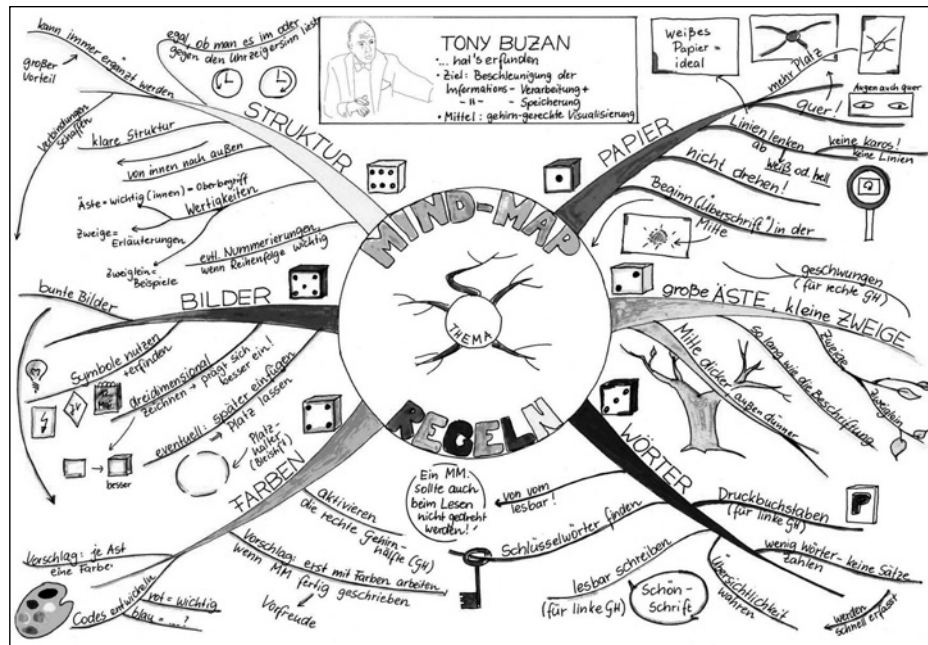 TONY BUZAN
... hat's erfunden
• Ziel: Beschleunigung der
Informations - Verarbeitung +
- " - - Speicherung
• Mittel: gehirn-gerechte Visualisierung
MIND-MAP
REGELN
THEMA
PAPIER
weißes
Papier =
ideal
mehr Platz
quer!
Augen auch quer
Linien lenken
ab
keine Karos!
keine Linien
weiß od. hell
nicht drehen!
Beginn ("Überschrift") in der
Mitte
große ÄSTE, kleine ZWEIGE
geschwungen
(für rechte GH)
Mitte dicker, außen dünner
so lang wie die Beschriftung
Zweige
Zweiglein
WÖRTER
Druckbuchstaben
(für linke GH)
P
wenig Wörter - keine Sätze
zählen
werden
schnell erfasst
Übersichtlichkeit
wahren
lesbar schreiben
(für linke GH)
Schön-
schrift
Schlüsselwörter finden
von vorn
lesbar!
Ein MM.
sollte auch
beim Lesen
nicht gedreht
werden!
FARBEN
aktivieren
die rechte Gehirn-
hälfte (GH)
Vorschlag: erst mit Farben arbeiten,
wenn MM fertig geschrieben
Vorfreude
Vorschlag: je Ast
eine Farbe
Codes entwickeln
rot = wichtig
blau = ....?
BILDER
bunte Bilder
Symbole nutzen
+ erfinden
dreidimensional
zeichnen → prägt sich
besser ein!
besser
eventuell: später einfügen
→ Platz lassen
Platz-
halter
(Bleistift)
STRUKTUR
egal, ob man es im oder
gegen den Uhrzeigersinn liest
kann immer ergänzt werden
großer
Vorteil
Verbindungen
schaffen
klare Struktur
von innen nach außen
Wertigkeiten
Äste = wichtig (innen) = Oberbegriff
Zweige =
Erläuterungen
Zweiglein =
Beispiele
evtl. Nummerierungen,
wenn Reihenfolge wichtig